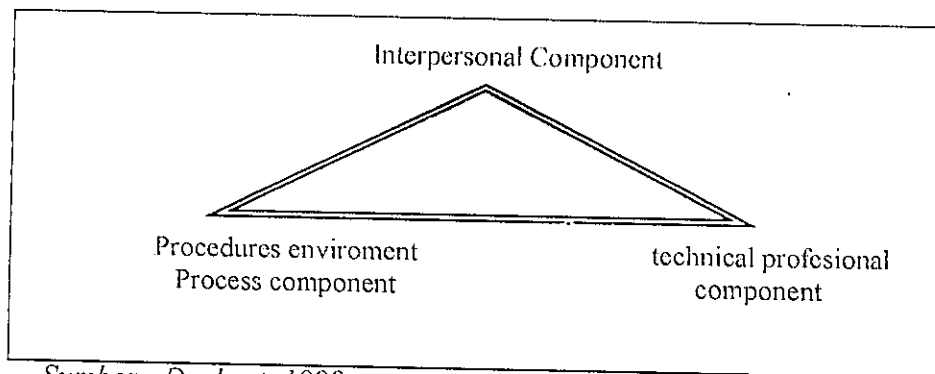 Interpersonal Component
Procedures enviroment
Process component
technical profesional
component